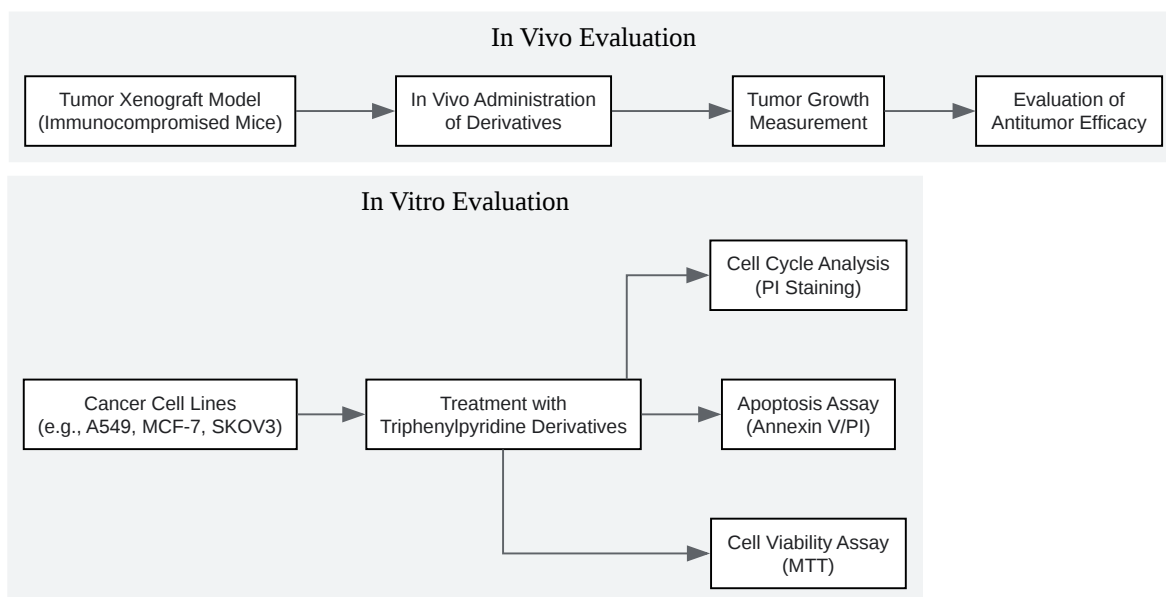 In Vivo Evaluation
Tumor Xenograft Model
(Immunocompromised Mice)
In Vivo Administration
of Derivatives
Tumor Growth
Measurement
Evaluation of
Antitumor Efficacy
In Vitro Evaluation
Cancer Cell Lines
(e.g., A549, MCF-7, SKOV3)
Treatment with
Triphenylpyridine Derivatives
Cell Cycle Analysis
(PI Staining)
Apoptosis Assay
(Annexin V/PI)
Cell Viability Assay
(MTT)